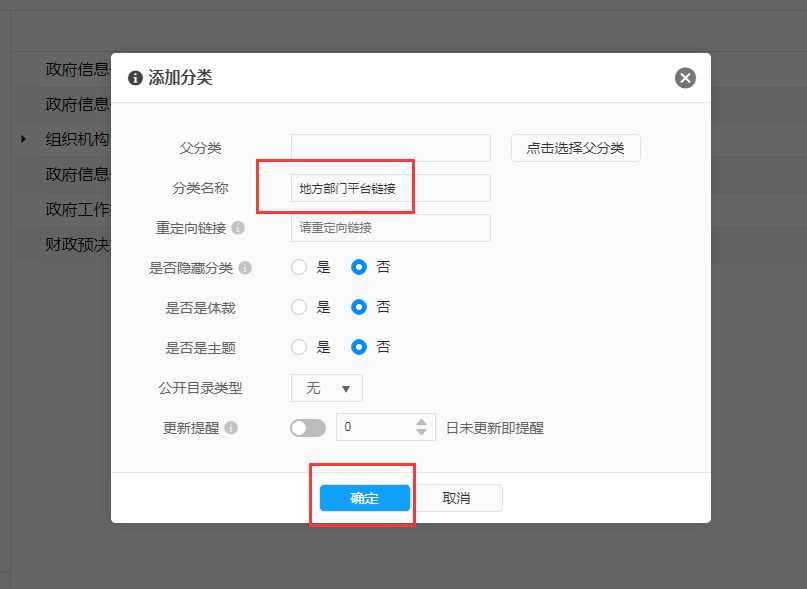 添加分类
政府信息
政府信息
组织机构
政府信息
政府工作
财政预决
父分类 点击选择父分类
分类名称 地方部门平台链接
重定向链接 请重定向链接
是否隐藏分类 是 否
是否是体裁 是 否
是否是主题 是 否
公开目录类型 无
更新提醒 0 日未更新即提醒
确定 取消